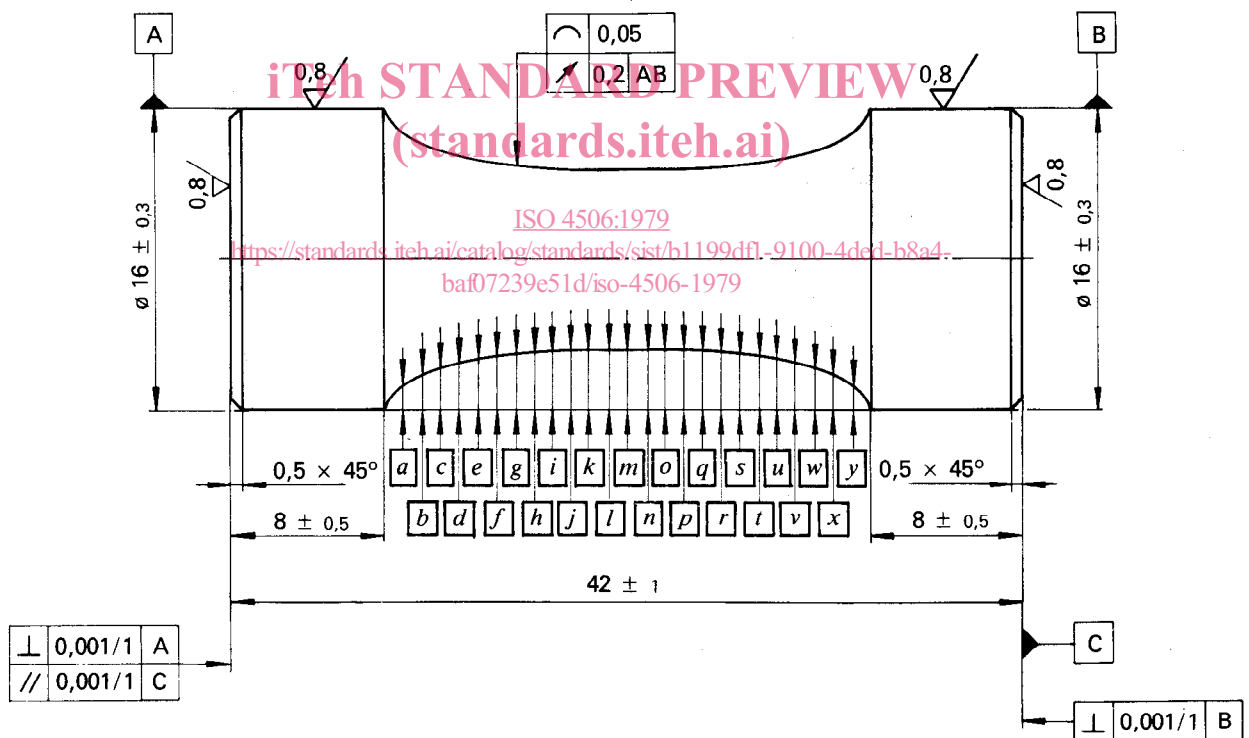 A
⌒ 0,05
↗ 0,2 AB
B
0,8
0,8
iTeh STANDARD PREVIEW
(standards.iteh.ai)
0,8
0,8
ø 16 ± 0,3
ø 16 ± 0,3
ISO 4506:1979
https://standards.iteh.ai/catalog/standards/sist/b1199df1-9100-4ded-b8a4-
baf07239e51d/iso-4506-1979
0,5 × 45°
a c e g i k m o q s u w y
0,5 × 45°
8 ± 0,5
b d f h j l n p r t v x
8 ± 0,5
42 ± 1
⊥ 0,001/1 A
// 0,001/1 C
C
⊥ 0,001/1 B